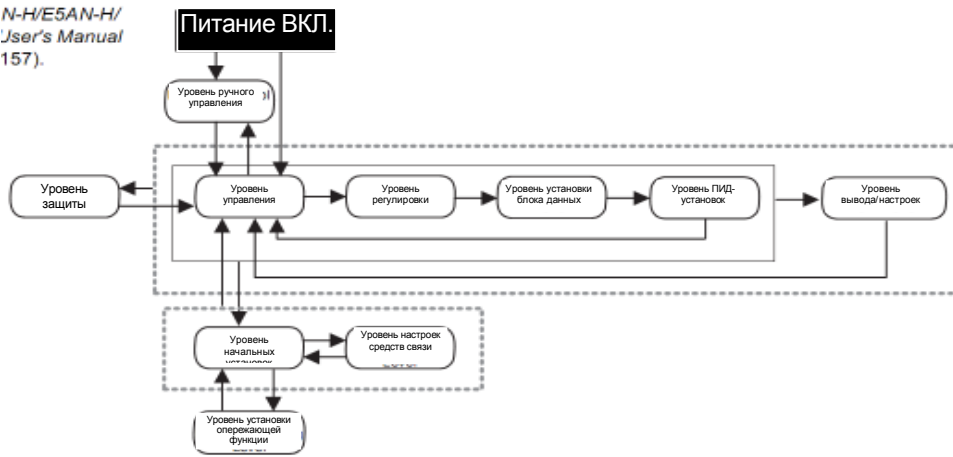 N-H/E5AN-H/
User's Manual
157).
Питание ВКЛ.
Уровень ручного
управления
Уровень
защиты
Уровень
управления
Уровень
регулировки
Уровень установки
блока данных
Уровень ПИД-
установок
Уровень
вывода/настроек
Уровень
начальных
установок
Уровень настроек
средств связи
Уровень установки
опережающей
функции